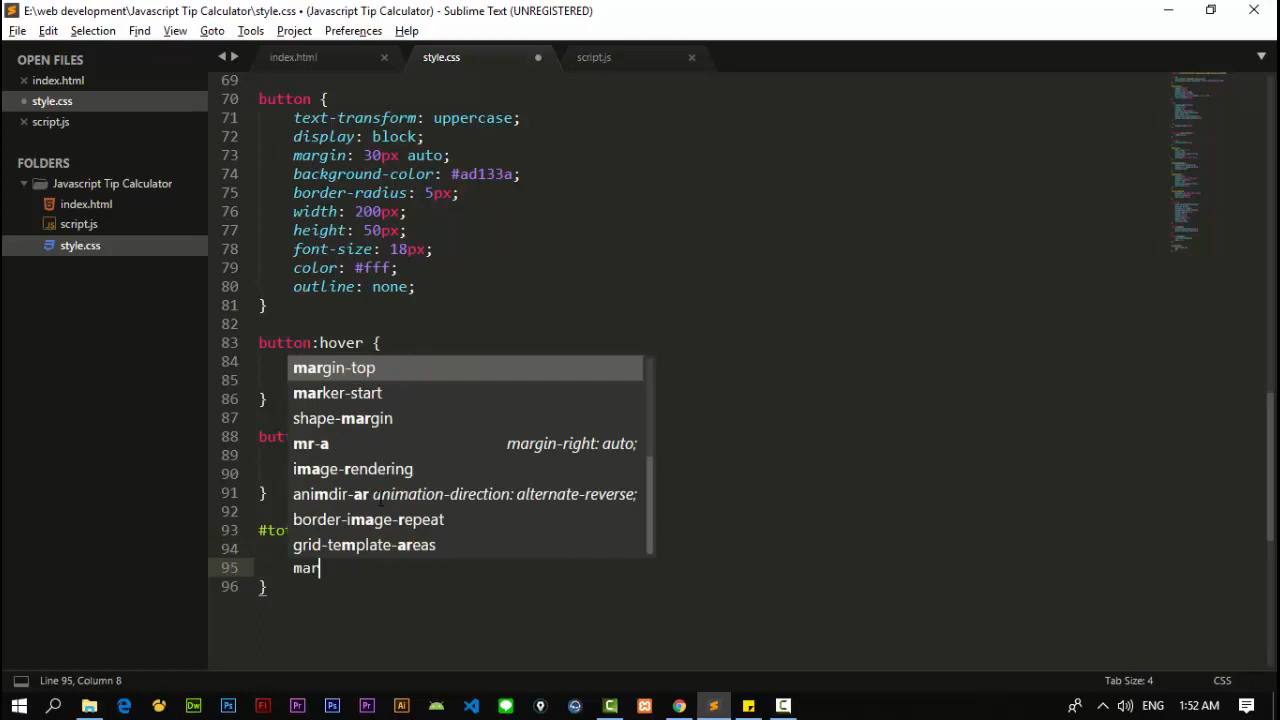 E:\web development\Javascript Tip Calculator\style.css • (Javascript Tip Calculator) - Sublime Text (UNREGISTERED)
File Edit Selection Find View Goto Tools Project Preferences Help
OPEN FILES
index.html
style.css
script.js
FOLDERS
Javascript Tip Calculator
index.html
script.js
style.css
index.html
style.css
script.js
69
70 button {
71 text-transform: uppercase;
72 display: block;
73 margin: 30px auto;
74 background-color: #ad133a;
75 border-radius: 5px;
76 width: 200px;
77 height: 50px;
78 font-size: 18px;
79 color: #fff;
80 outline: none;
81 }
82
83 button:hover {
84
85
86 }
87
88 but
89
90
91 }
92
93 #tot
94
95 mar
96 }
margin-top
marker-start
shape-margin
mr-a margin-right: auto;
image-rendering
animdir-ar animation-direction: alternate-reverse;
border-image-repeat
grid-template-areas
Line 95, Column 8
Tab Size: 4
CSS
ENG
1:52 AM